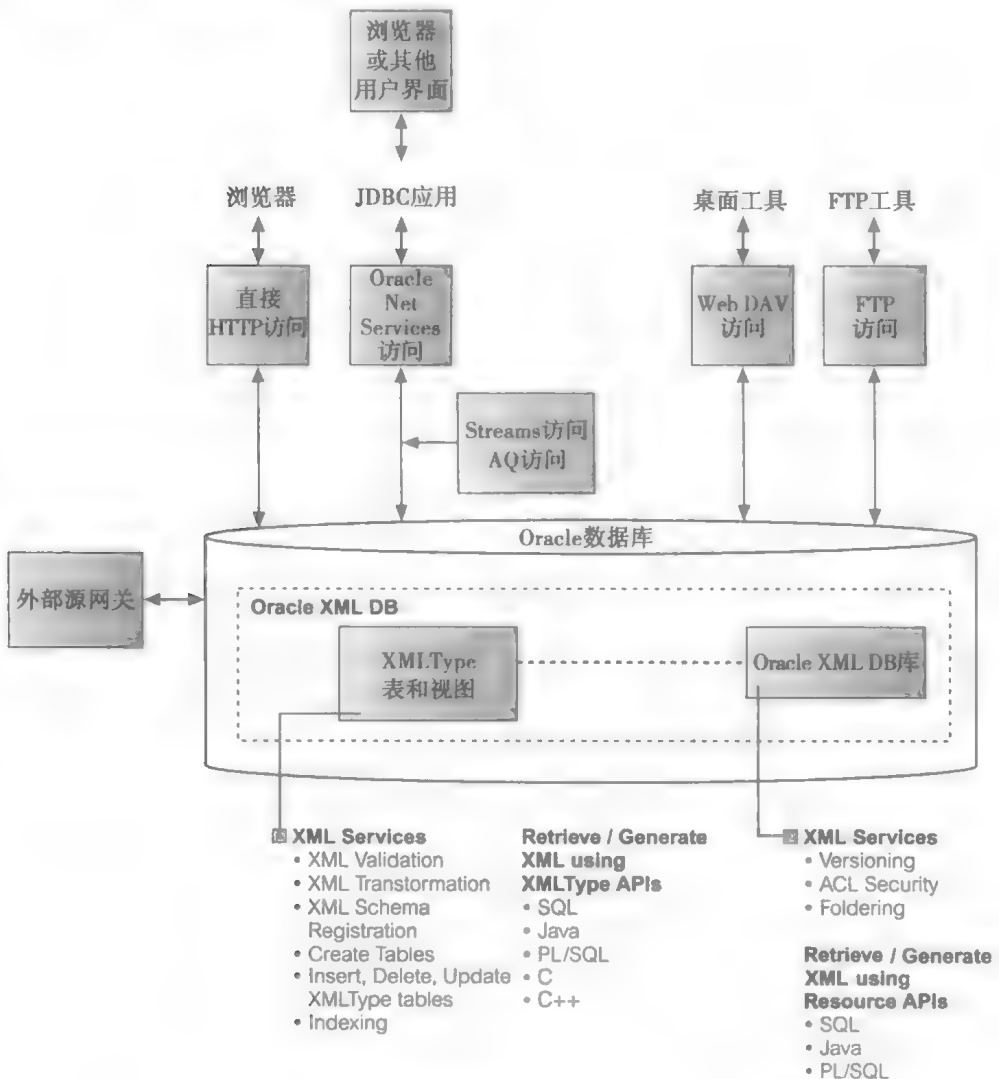 浏览器
或其他
用户界面
浏览器
JDBC应用
桌面工具
FTP工具
直接
HTTP访问
Oracle
Net
Services
访问
Web DAV
访问
FTP
访问
Streams访问
AQ访问
Oracle数据库
外部源网关
Oracle XML DB
XMLType
表和视图
Oracle XML DB库
XML Services
• XML Validation
• XML Transtormation
• XML Schema
Registration
• Create Tables
• Insert, Delete, Update
XMLType tables
• Indexing
Retrieve / Generate
XML using
XMLType APIs
• SQL
• Java
• PL/SQL
• C
• C++
XML Services
• Versioning
• ACL Security
• Foldering
Retrieve / Generate
XML using
Resource APIs
• SQL
• Java
• PL/SQL